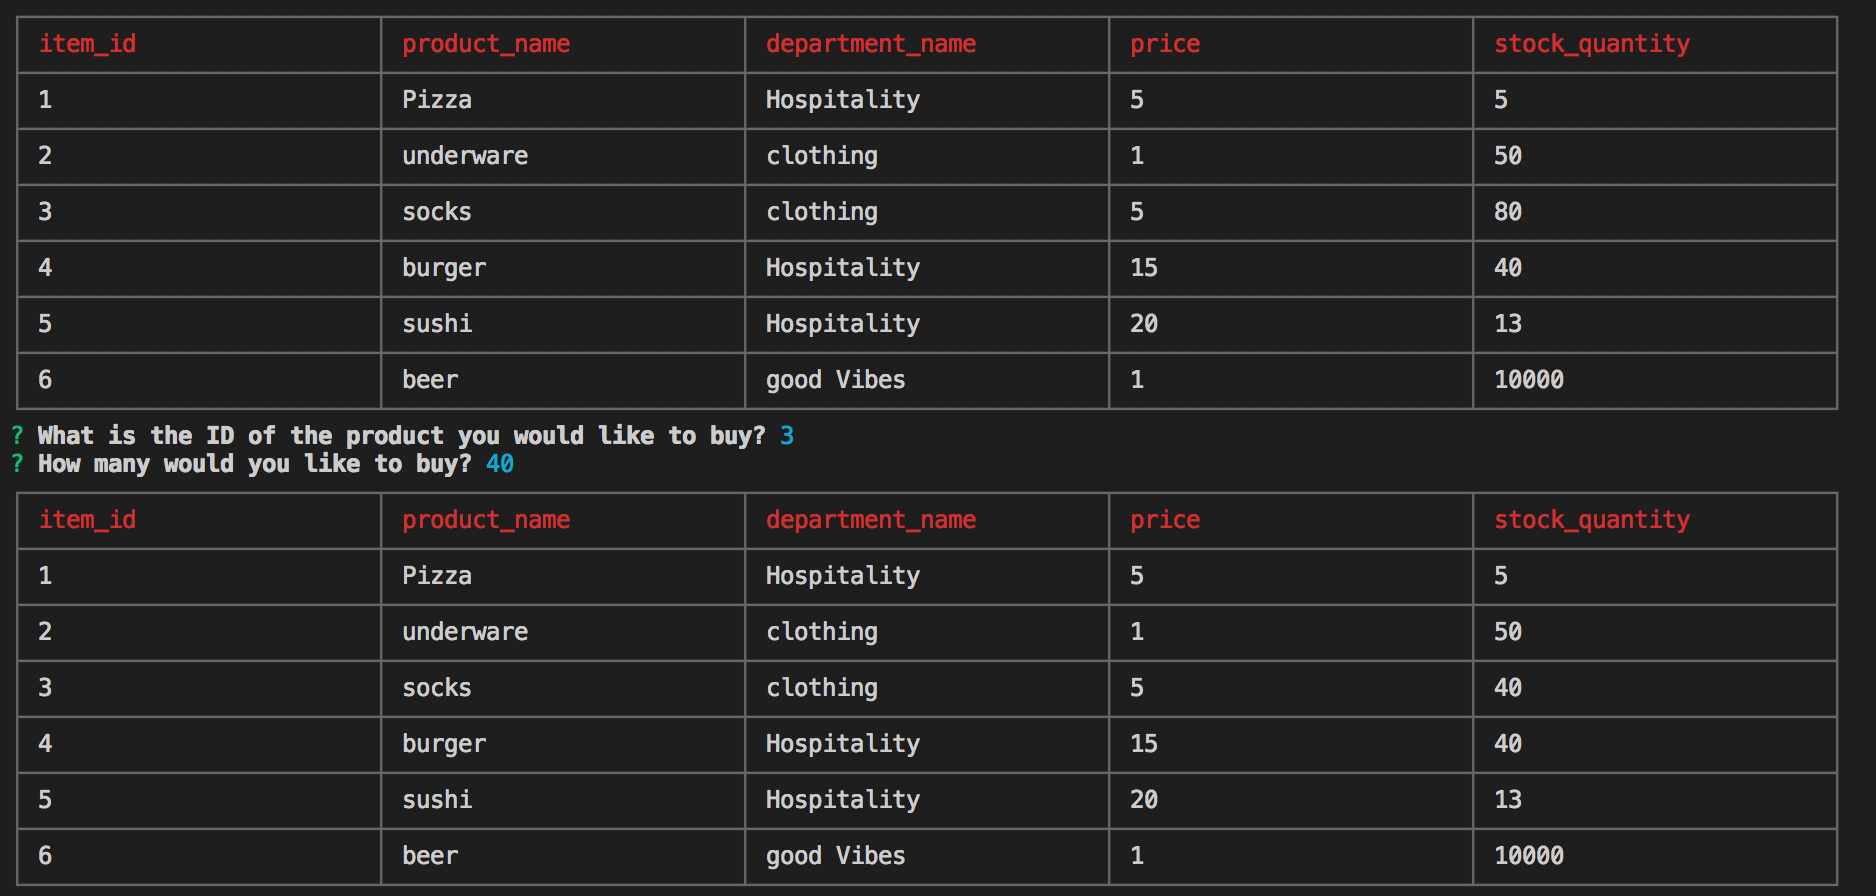 item_id product_name department_name price stock_quantity
1 Pizza Hospitality 5 5
2 underware clothing 1 50
3 socks clothing 5 80
4 burger Hospitality 15 40
5 sushi Hospitality 20 13
6 beer good Vibes 1 10000
? What is the ID of the product you would like to buy? 3
? How many would you like to buy? 40
item_id product_name department_name price stock_quantity
1 Pizza Hospitality 5 5
2 underware clothing 1 50
3 socks clothing 5 40
4 burger Hospitality 15 40
5 sushi Hospitality 20 13
6 beer good Vibes 1 10000